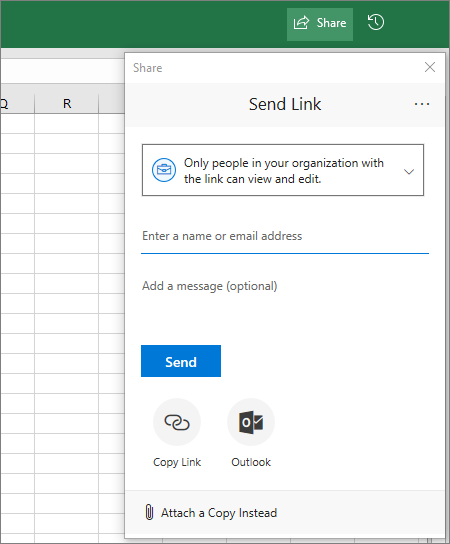 Share
Share
Send Link
Q R
Only people in your organization with
the link can view and edit.
Enter a name or email address
Add a message (optional)
Send
Copy Link Outlook
Attach a Copy Instead